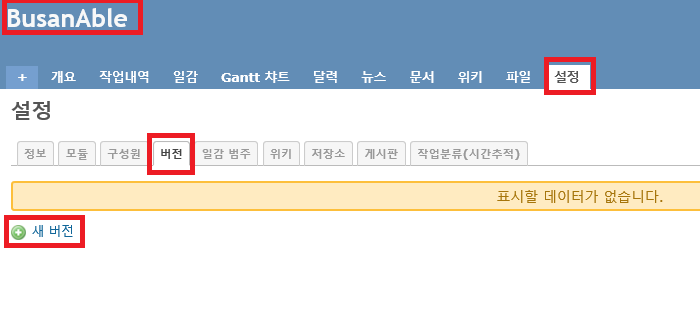 BusanAble
+ 개요 작업내역 일감 Gantt 챠트 달력 뉴스 문서 위키 파일 설정
설정
정보 모듈 구성원 버전 일감 범주 위키 저장소 게시판 작업분류(시간추적)
표시할 데이터가 없습니다.
새 버전